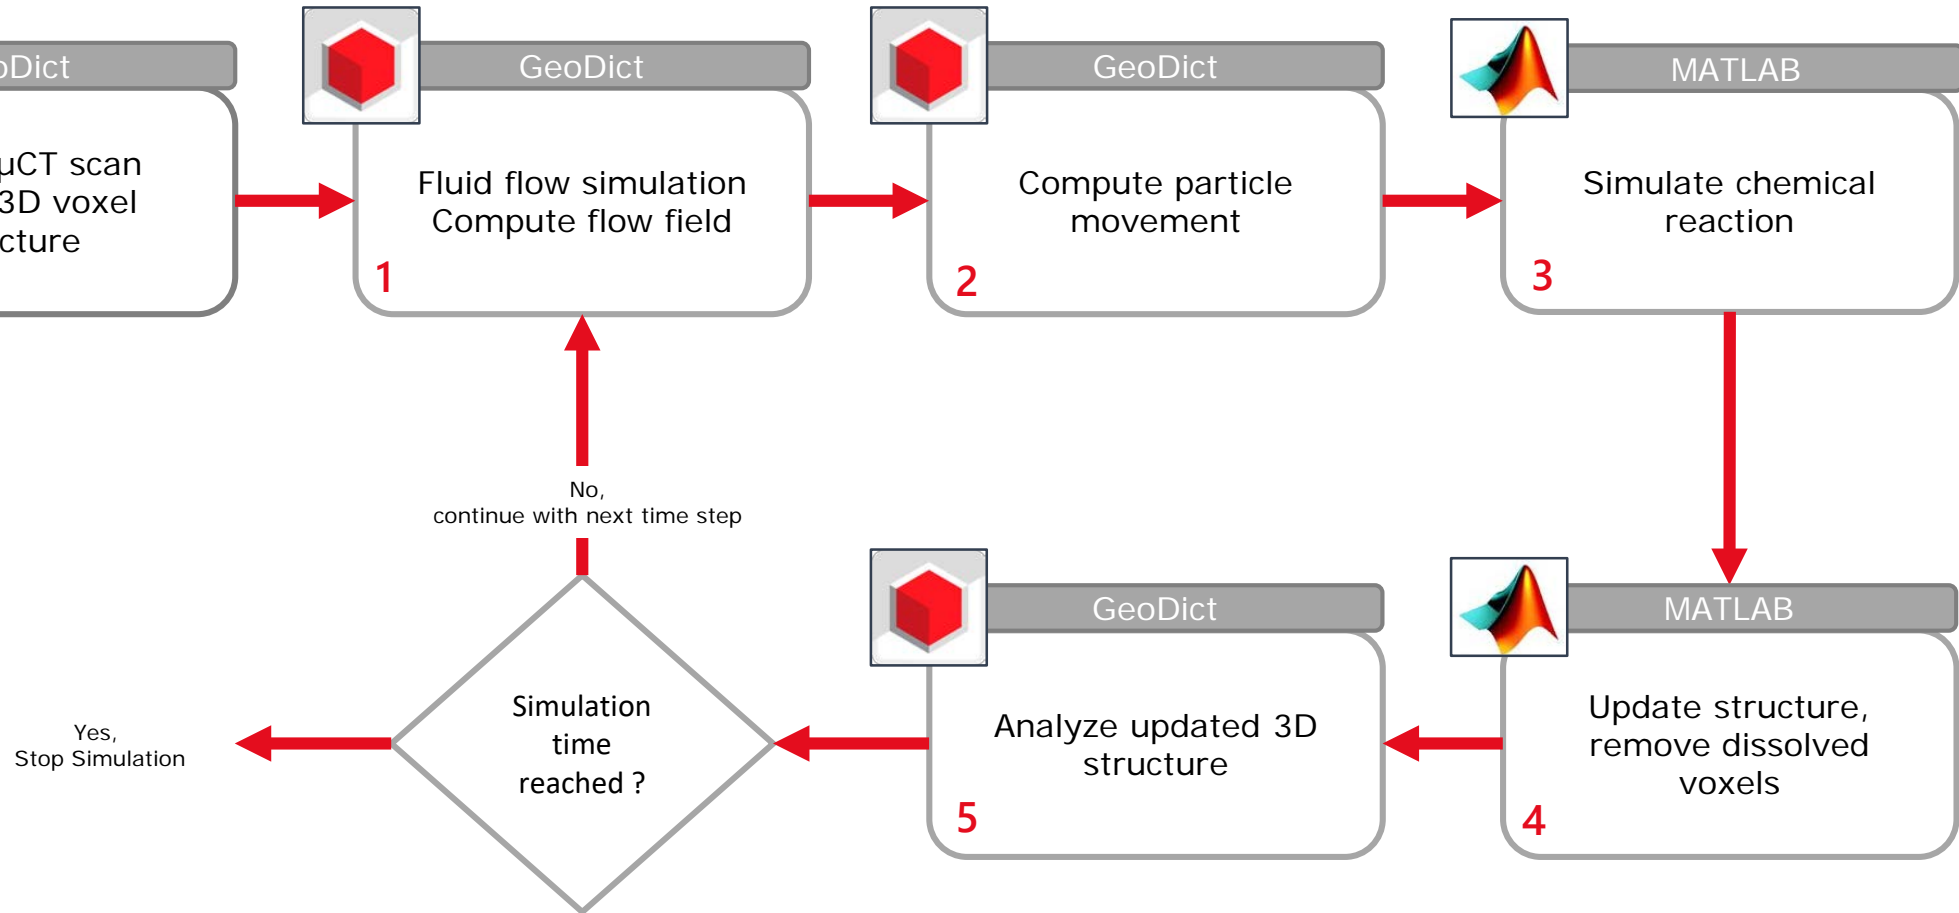 oDict
GeoDict
GeoDict
MATLAB
µCT scan
3D voxel
cture
Fluid flow simulation
Compute flow field
1
Compute particle
movement
2
Simulate chemical
reaction
3
No,
continue with next time step
GeoDict
MATLAB
Yes,
Stop Simulation
Simulation
time
reached ?
Analyze updated 3D
structure
5
Update structure,
remove dissolved
voxels
4